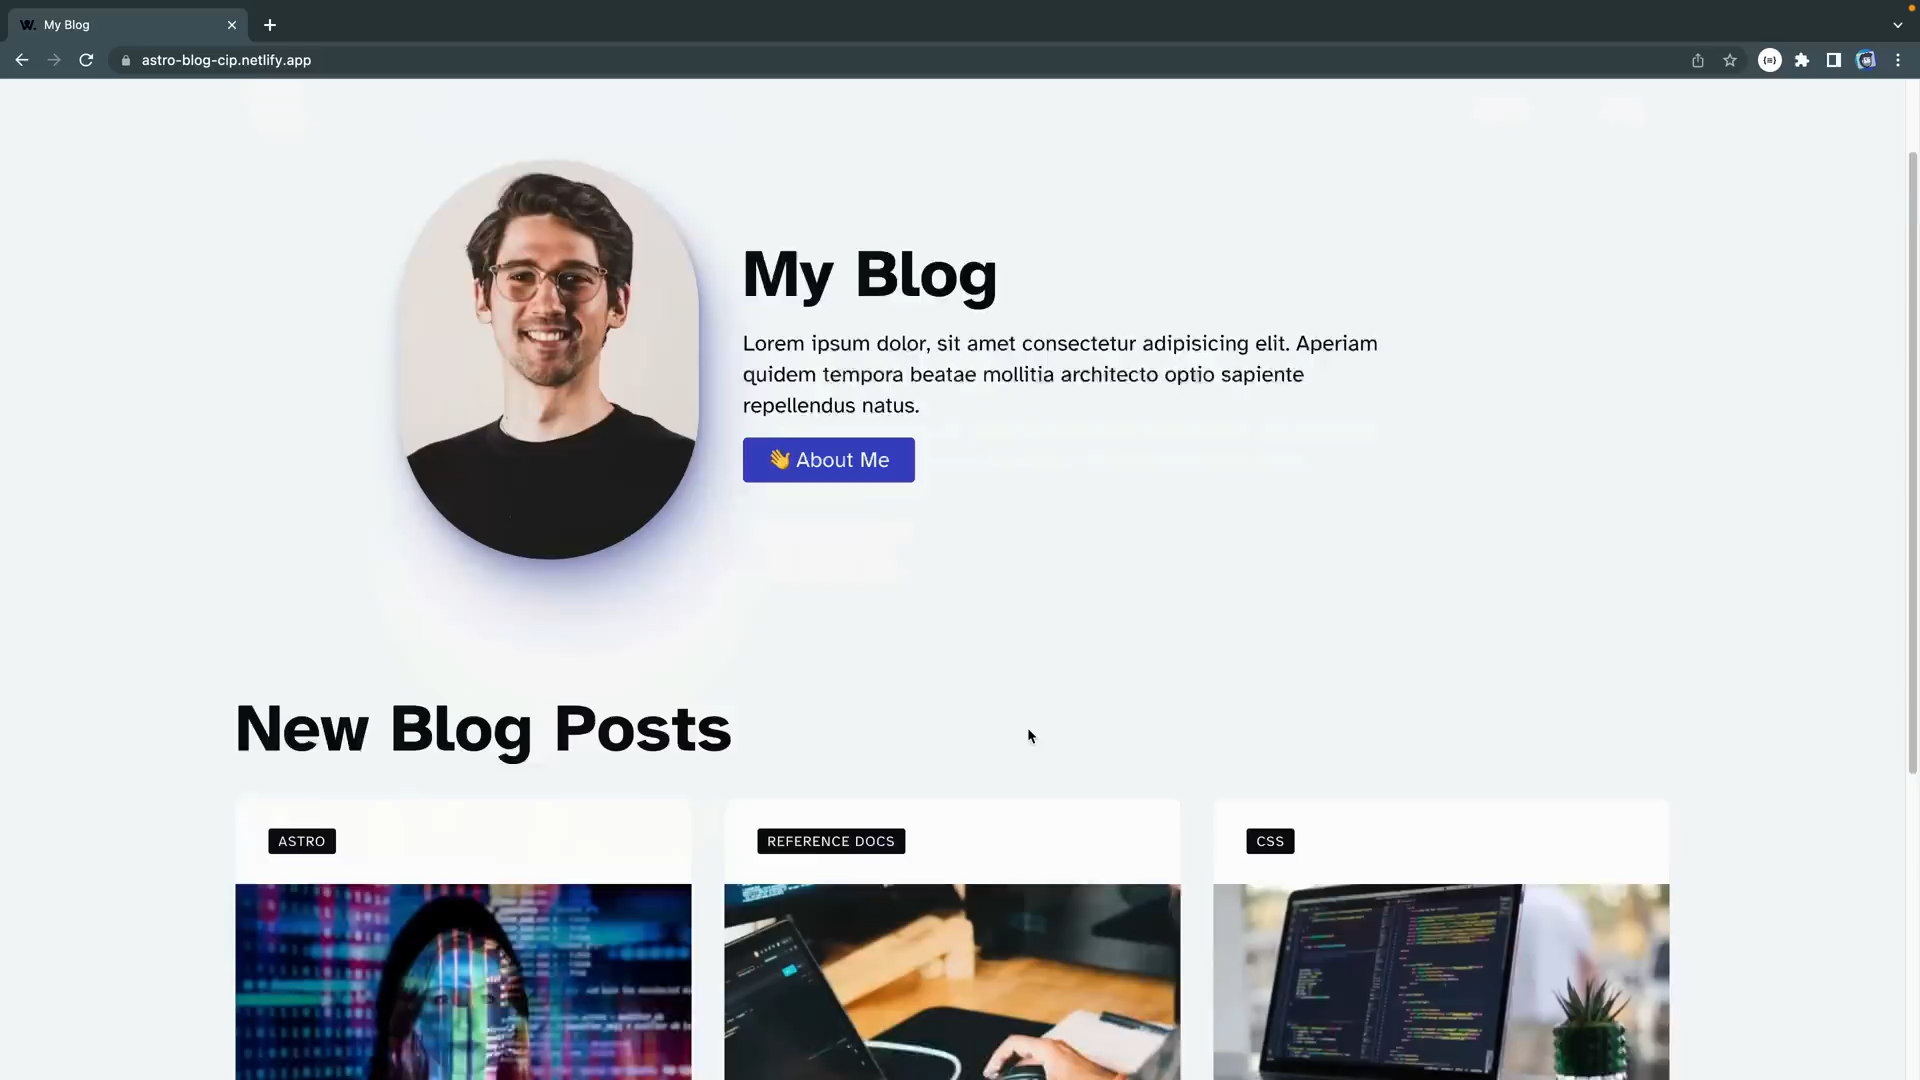 W. My Blog
astro-blog-cip.netlify.app
My Blog
Lorem ipsum dolor, sit amet consectetur adipisicing elit. Aperiam
quidem tempora beatae mollitia architecto optio sapiente
repellendus natus.
👋 About Me
New Blog Posts
ASTRO
REFERENCE DOCS
CSS